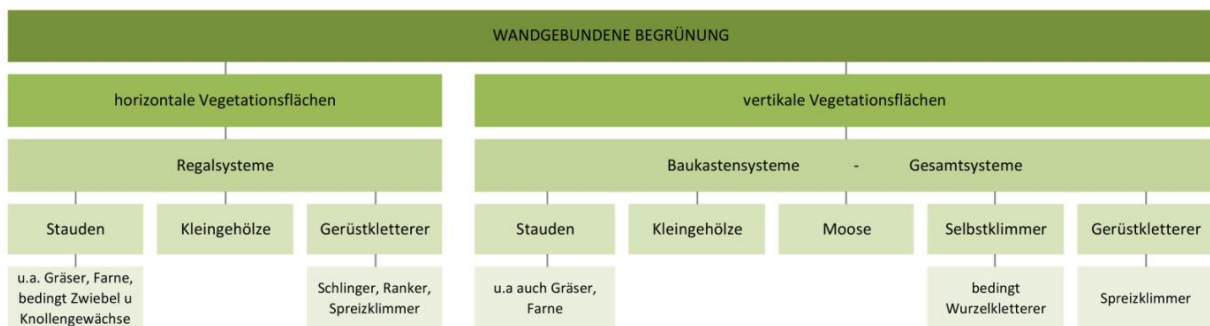 WANDGEBUNDENE BEGRÜNUNG
horizontale Vegetationsflächen
vertikale Vegetationsflächen
Regalsysteme
Baukastensysteme - Gesamtsysteme
Stauden
Kleingehölze
Gerüstkletterer
Stauden
Kleingehölze
Moose
Selbstklimmer
Gerüstkletterer
u.a. Gräser, Farne,
bedingt Zwiebel u
Knollengewächse
Schlinger, Ranker,
Spreizklimmer
u.a auch Gräser,
Farne
bedingt
Wurzelkletterer
Spreizklimmer